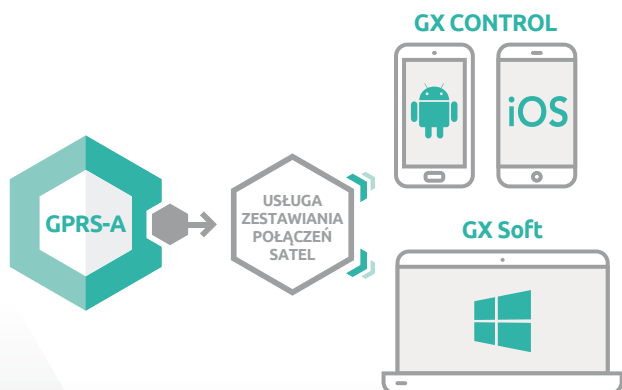 GX CONTROL
iOS
GPRS-A
USŁUGA
ZESTAWIANIA
POŁĄCZEŃ
SATEL
GX Soft